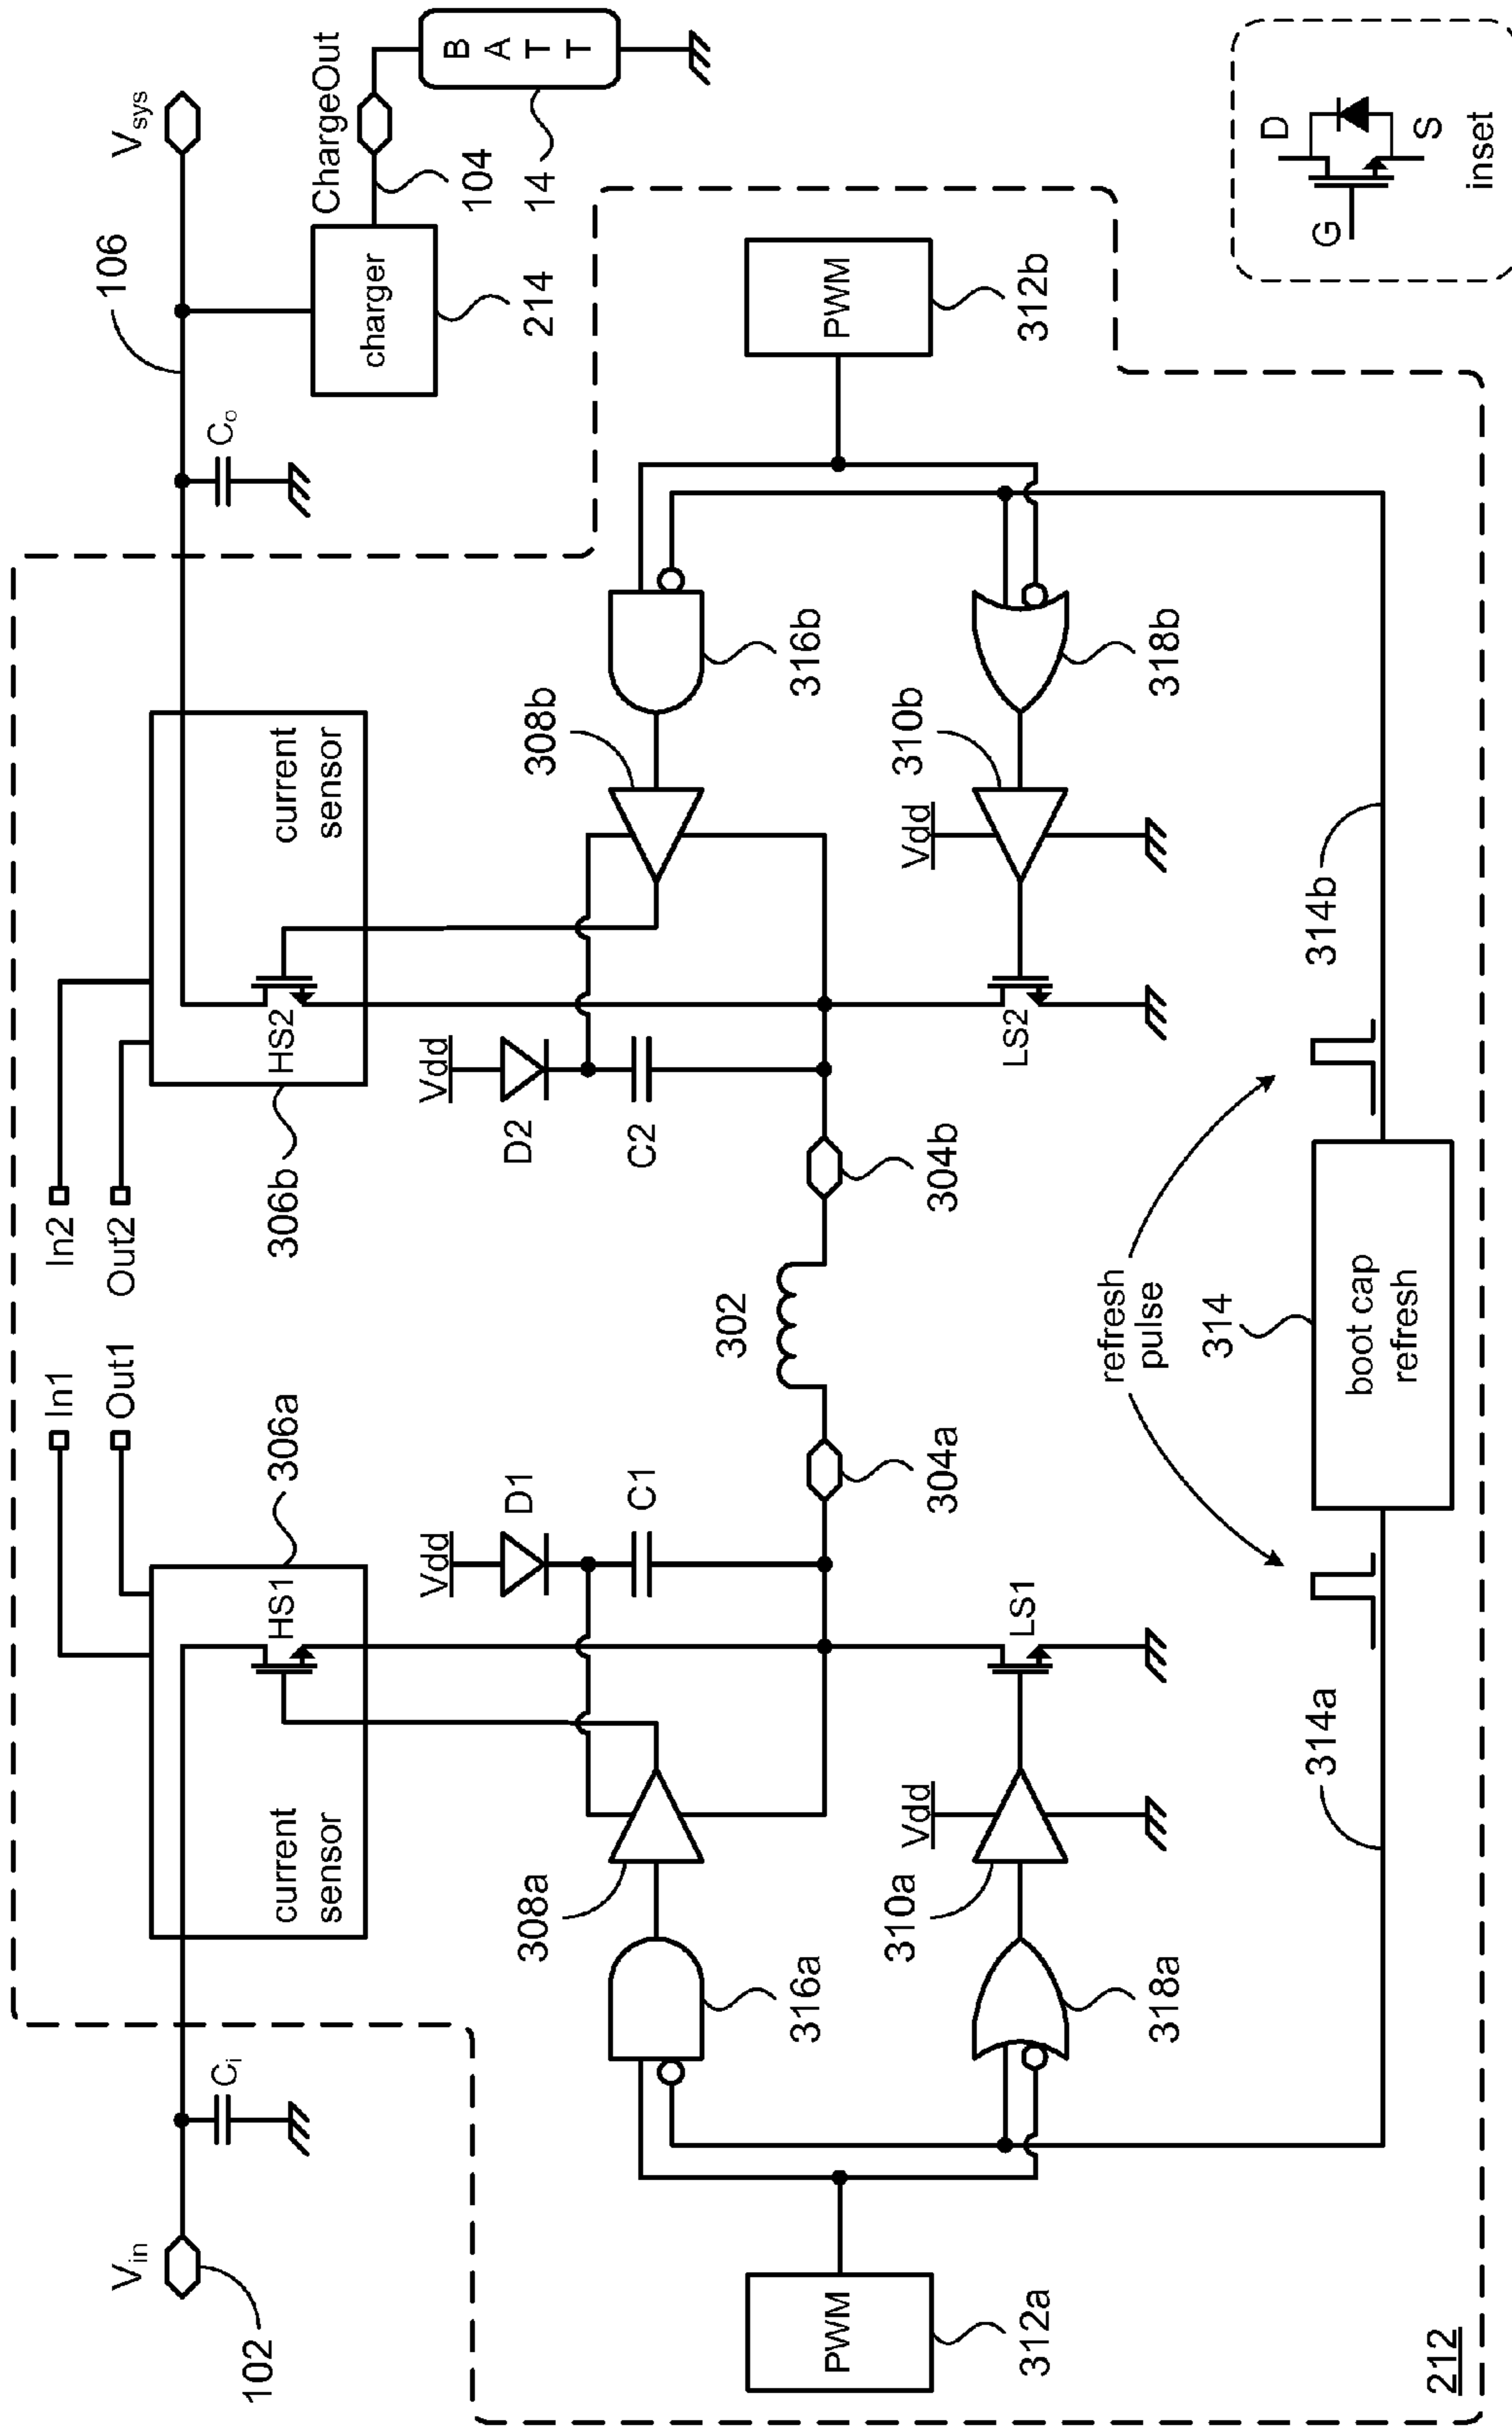 V_in
102
C_i
current
sensor
HS1
306a
In1
Out1
In2
Out2
306b
HS2
current
sensor
C_o
106
V_sys
charger
214
ChargeOut
104
14
B
A
T
T
Vdd
D1
C1
Vdd
D2
C2
308a
308b
316a
316b
304a
302
304b
PWM
312a
PWM
312b
310a
Vdd
LS1
LS2
Vdd
310b
318a
318b
314a
refresh
pulse
314
boot cap
refresh
314b
212
G
D
S
inset